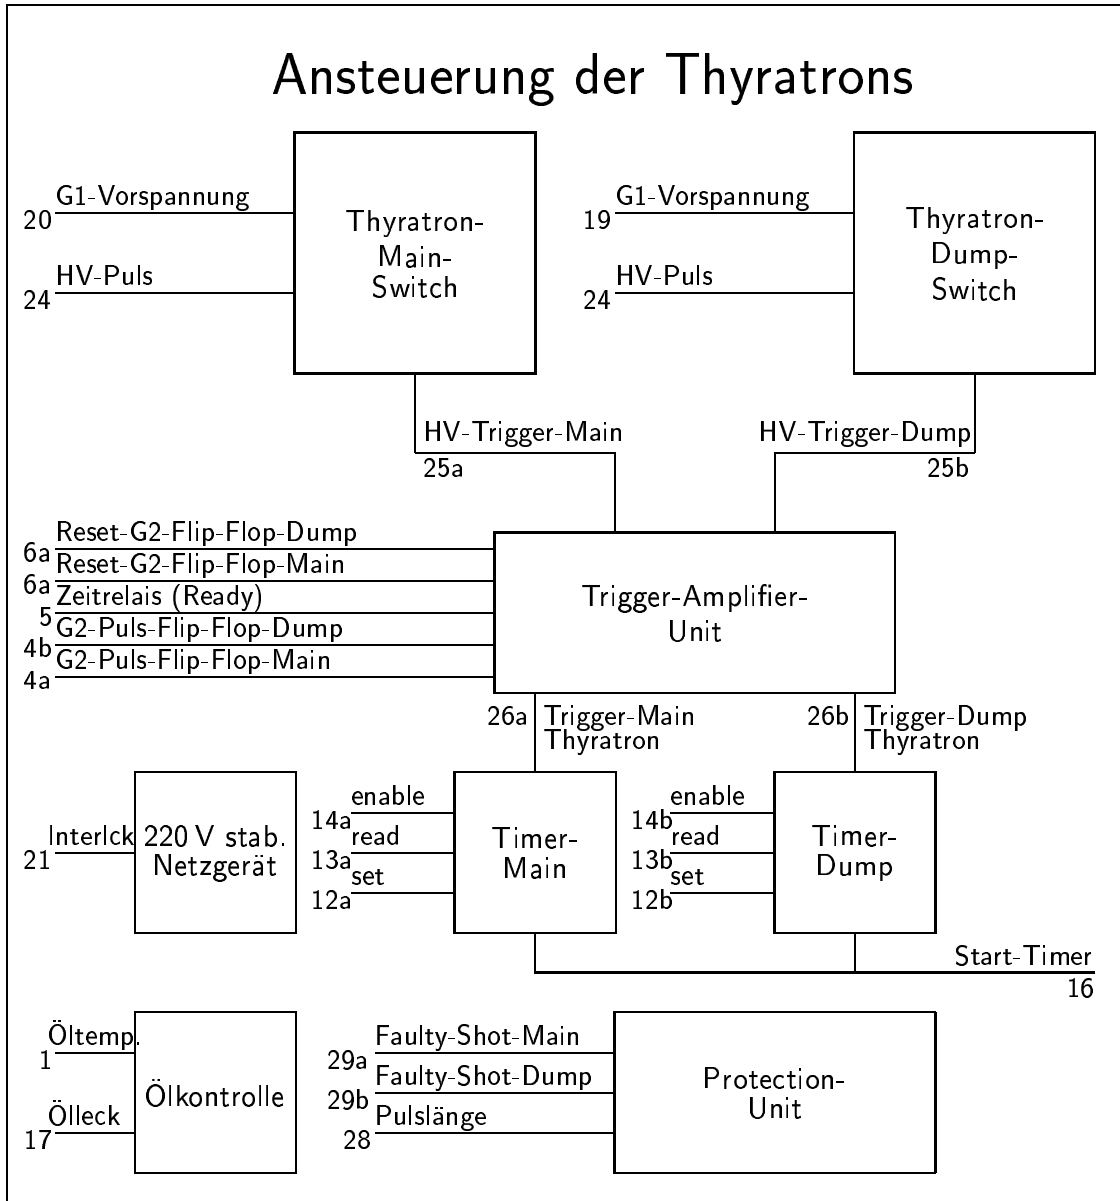 Ansteuerung der Thyratrons
G1-Vorspannung
20
HV-Puls
24
Thyratron-
Main-
Switch
G1-Vorspannung
19
HV-Puls
24
Thyratron-
Dump-
Switch
HV-Trigger-Main
25a
HV-Trigger-Dump
25b
Reset-G2-Flip-Flop-Dump
6a
Reset-G2-Flip-Flop-Main
6a
Zeitrelais (Ready)
5
G2-Puls-Flip-Flop-Dump
4b
G2-Puls-Flip-Flop-Main
4a
Trigger-Amplifier-
Unit
26a
Trigger-Main
Thyratron
26b
Trigger-Dump
Thyratron
Interlck
21
220 V stab.
Netzgerät
enable
14a
read
13a
set
12a
Timer-
Main
enable
14b
read
13b
set
12b
Timer-
Dump
Start-Timer
16
Öltemp.
1
Ölleck
17
Ölkontrolle
Faulty-Shot-Main
29a
Faulty-Shot-Dump
29b
Pulslänge
28
Protection-
Unit